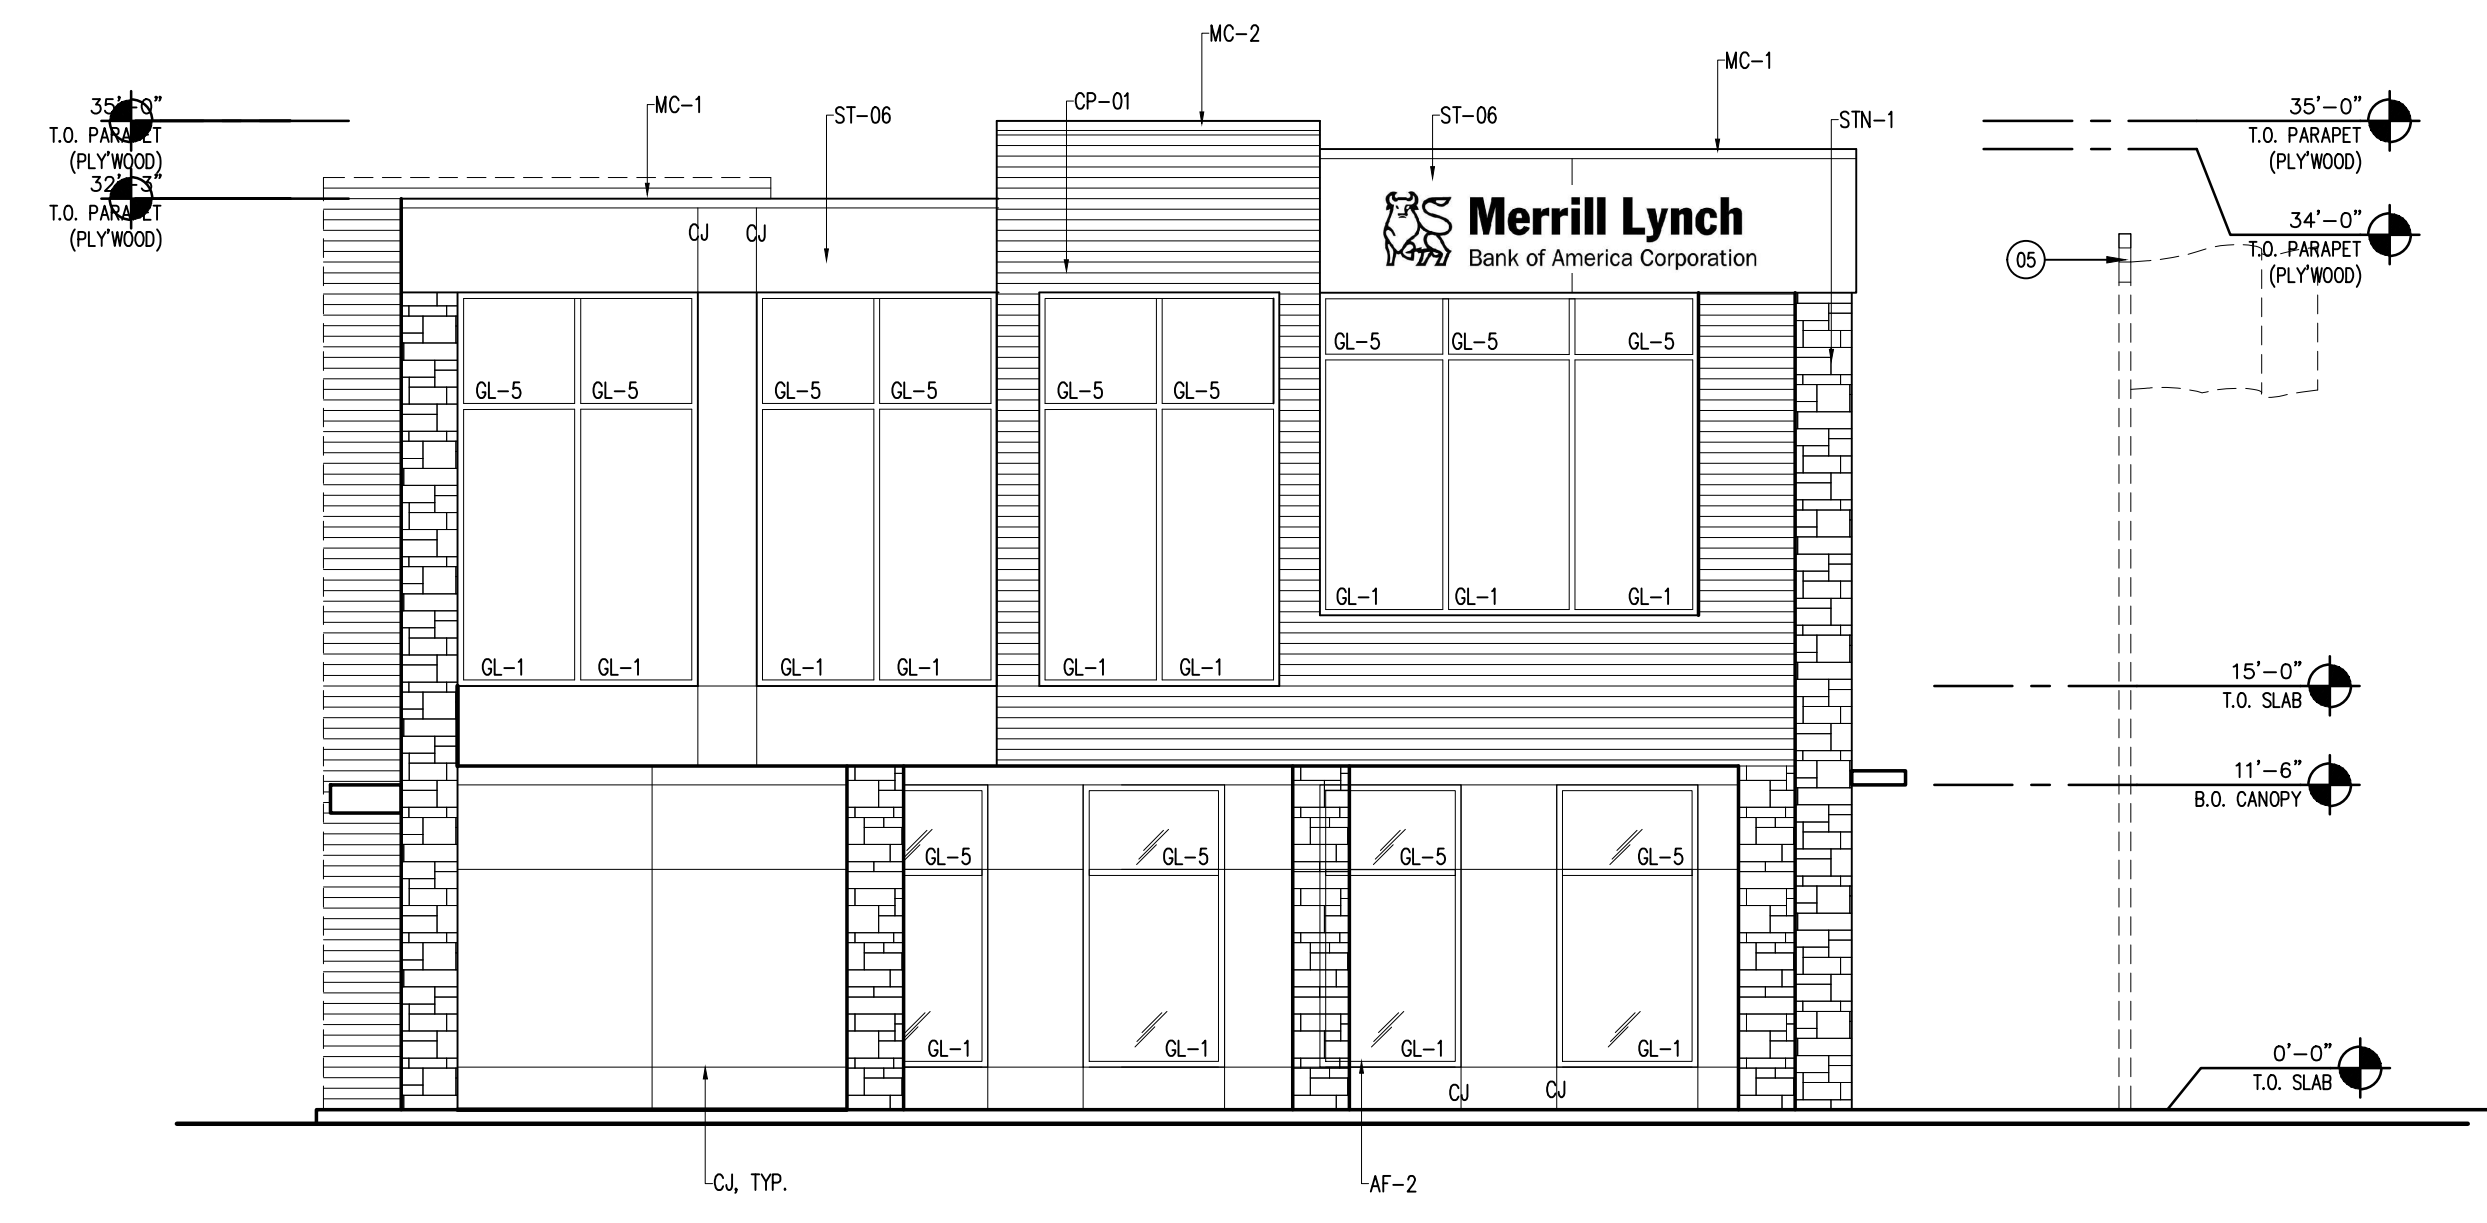 MC-2
MC-1
35'-0"
T.O. PARAPET
(PLY'WOOD)
32'-3"
T.O. PARAPET
(PLY'WOOD)
MC-1
ST-06
CP-01
ST-06
STN-1
35'-0"
T.O. PARAPET
(PLY'WOOD)
34'-0"
T.O. PARAPET
(PLY'WOOD)
CJ
CJ
Merrill Lynch
Bank of America Corporation
05
GL-5
GL-5
GL-5
GL-5
GL-5
GL-5
GL-5
GL-5
GL-5
GL-1
GL-1
GL-1
GL-1
GL-1
GL-1
GL-1
GL-1
GL-1
15'-0"
T.O. SLAB
11'-6"
B.O. CANOPY
GL-5
GL-5
GL-5
GL-5
GL-1
GL-1
GL-1
GL-1
0'-0"
T.O. SLAB
CJ
CJ
CJ, TYP.
AF-2